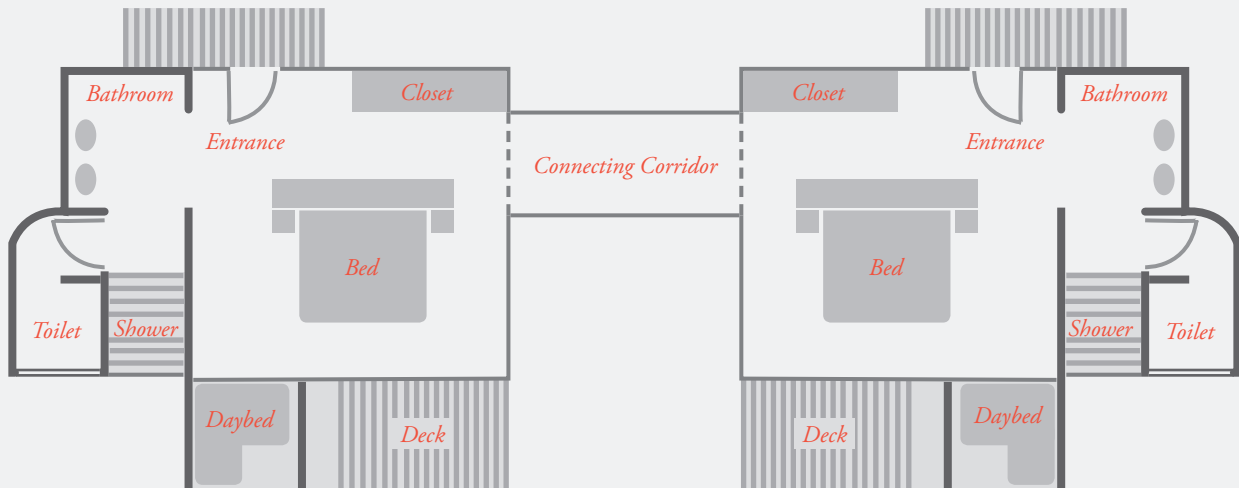 Bathroom
Closet
Closet
Bathroom
Entrance
Connecting Corridor
Entrance
Bed
Bed
Toilet
Shower
Shower
Toilet
Daybed
Deck
Deck
Daybed